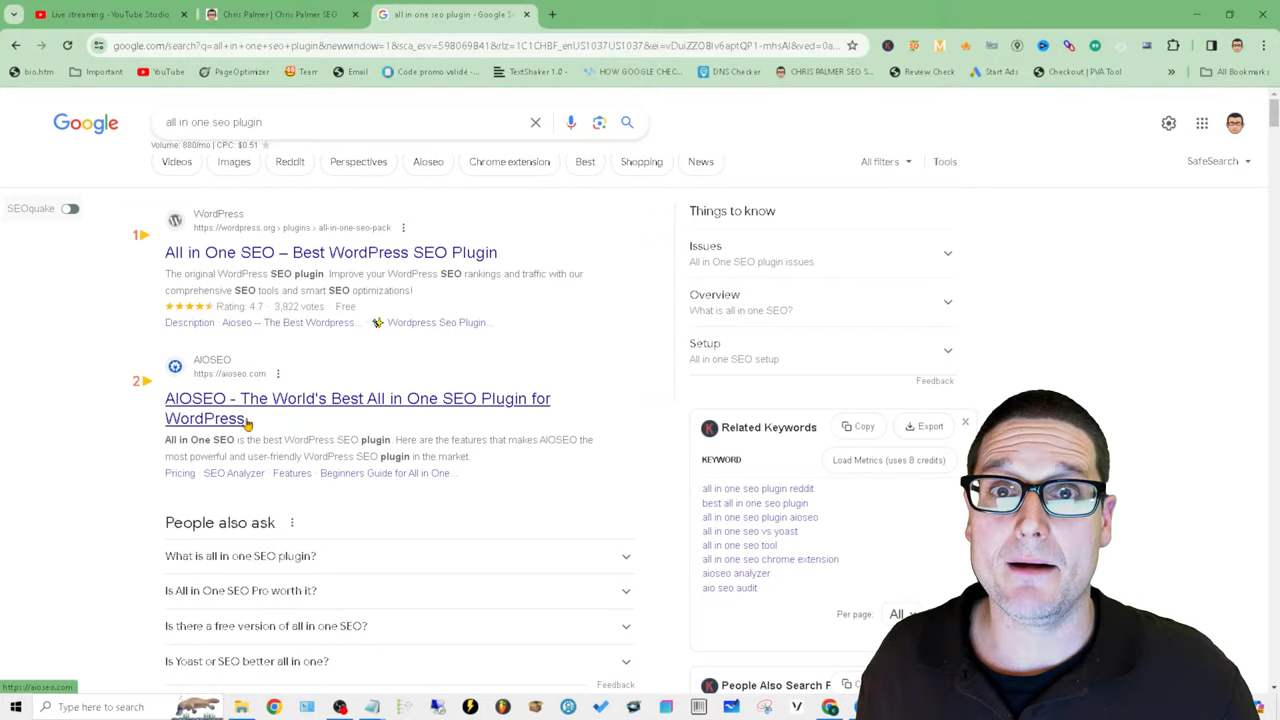 Live streaming - YouTube Studio
Chris Palmer | Chris Palmer SEO
all in one seo plugin - Google S
google.com/search?q=all+in+one+seo+plugin&newwindow=1&sca_esv=598069841&rlz=1C1CHBF_enUS1037US1037&
bio.htm
Important
YouTube
PageOptimizer
Teams
Email
Code promo validé -...
TextShaker 1.0 -
HOW GOOGLE CHEC...
DNS Checker
CHRIS PALMER SEO S...
Review Check
Start Ads
Checkout | PVA Tool
»
All Bookmarks
Google
all in one seo plugin
Volume: 880/mo | CPC: $0.51
Videos
Images
Reddit
Perspectives
Aioseo
Chrome extension
Best
Shopping
News
All filters
Tools
SafeSearch
SEOquake
1
WordPress
https://wordpress.org › plugins › all-in-one-seo-pack
All in One SEO – Best WordPress SEO Plugin
The original WordPress SEO plugin. Improve your WordPress SEO rankings and traffic with our
comprehensive SEO tools and smart SEO optimizations!
Rating: 4.7 · 3,922 votes · Free
Description · Aioseo -- The Best Wordpress... · Wordpress Seo Plugin...
2
AIOSEO
https://aioseo.com
AIOSEO - The World's Best All in One SEO Plugin for
WordPress
All in One SEO is the best WordPress SEO plugin. Here are the features that makes AIOSEO the
most powerful and user-friendly WordPress SEO plugin in the market.
Pricing · SEO Analyzer · Features · Beginners Guide for All in One...
People also ask
What is all in one SEO plugin?
Is All in One SEO Pro worth it?
Is there a free version of all in one SEO?
Is Yoast or SEO better all in one?
Feedback
Things to know
Issues
All in One SEO plugin issues
Overview
What is all in one SEO?
Setup
All in one SEO setup
Feedback
Related Keywords
Copy
Export
X
KEYWORD
Load Metrics (uses 8 credits)
all in one seo plugin reddit
best all in one seo plugin
all in one seo plugin aioseo
all in one seo vs yoast
all in one seo tool
all in one seo chrome extension
aioseo analyzer
aio seo audit
Per page:
All
People Also Search F
https://aioseo.com
Type here to search